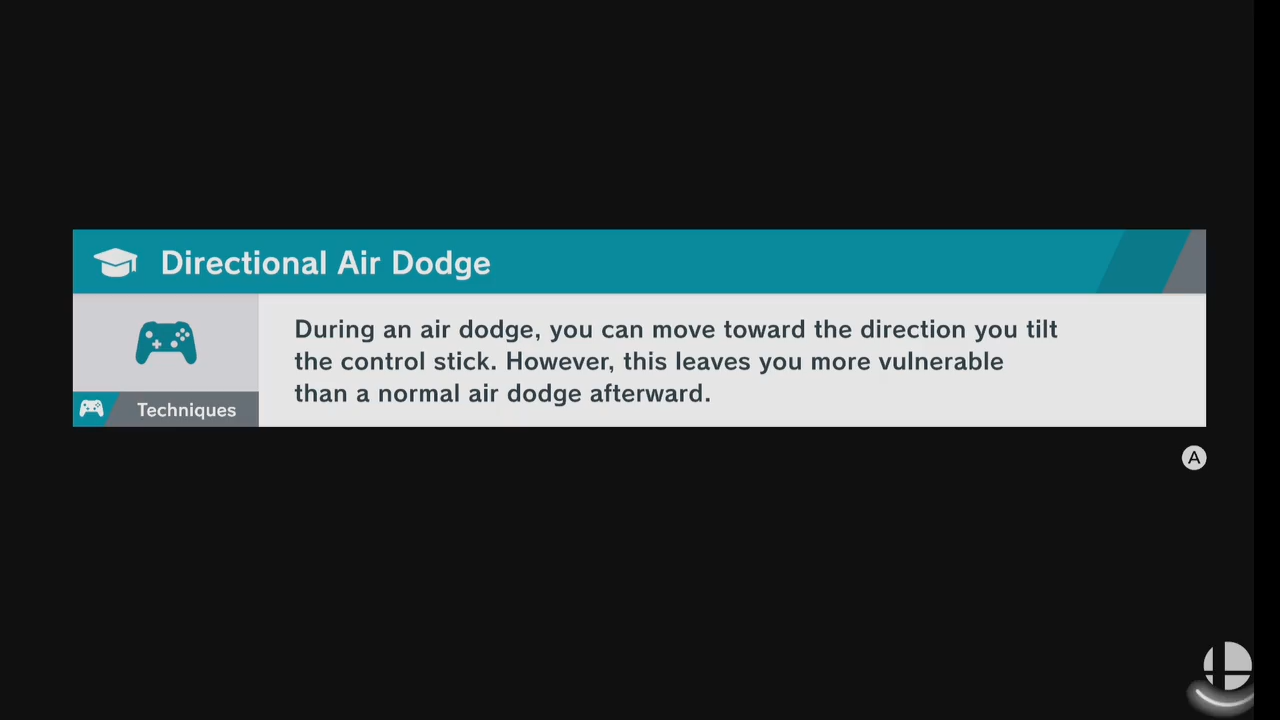 Directional Air Dodge
During an air dodge, you can move toward the direction you tilt
the control stick. However, this leaves you more vulnerable
than a normal air dodge afterward.
Techniques
A